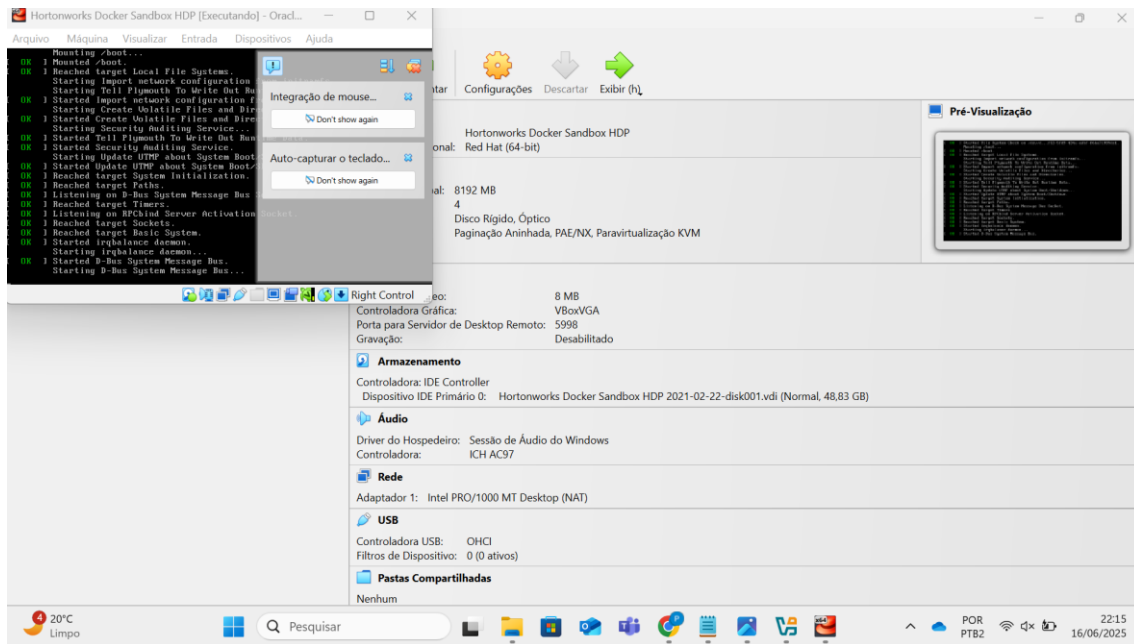 Hortonworks Docker Sandbox HDP [Executando] - Oracl...
Arquivo Máquina Visualizar Entrada Dispositivos Ajuda
Mounting /boot...
[ OK ] Mounted /boot.
[ OK ] Reached target Local File Systems.
Starting Import network configuration
Starting Tell Plymouth To Write Out Ru
[ OK ] Started Import network configuration f
Starting Create Volatile Files and Dire
[ OK ] Started Create Volatile Files and Dire
Starting Security Auditing Service...
[ OK ] Started Tell Plymouth To Write Out Run
[ OK ] Started Security Auditing Service.
Starting Update UTMP about System Boot/
[ OK ] Started Update UTMP about System Boot/
[ OK ] Reached target System Initialization.
[ OK ] Reached target Paths.
[ OK ] Listening on D-Bus System Message Bus
[ OK ] Reached target Timers.
[ OK ] Listening on RPCbind Server Activation Socket
[ OK ] Reached target Sockets.
[ OK ] Reached target Basic System.
[ OK ] Started irqbalance daemon.
Starting irqbalance daemon...
[ OK ] Started D-Bus System Message Bus.
Starting D-Bus System Message Bus...
Integração de mouse...
Don't show again
Auto-capturar o teclado...
Don't show again
Right Control
tar Configurações Descartar Exibir (h)
Hortonworks Docker Sandbox HDP
onal: Red Hat (64-bit)
al: 8192 MB
4
Disco Rígido, Óptico
Paginação Aninhada, PAE/NX, Paravirtualização KVM
Pré-Visualização
eo: 8 MB
Controladora Gráfica: VBoxVGA
Porta para Servidor de Desktop Remoto: 5998
Gravação: Desabilitado
Armazenamento
Controladora: IDE Controller
Dispositivo IDE Primário 0: Hortonworks Docker Sandbox HDP 2021-02-22-disk001.vdi (Normal, 48,83 GB)
Áudio
Driver do Hospedeiro: Sessão de Áudio do Windows
Controladora: ICH AC97
Rede
Adaptador 1: Intel PRO/1000 MT Desktop (NAT)
USB
Controladora USB: OHCI
Filtros de Dispositivo: 0 (0 ativos)
Pastas Compartilhadas
Nenhum
4
20°C
Limpo
Pesquisar
POR
PTB2
22:15
16/06/2025